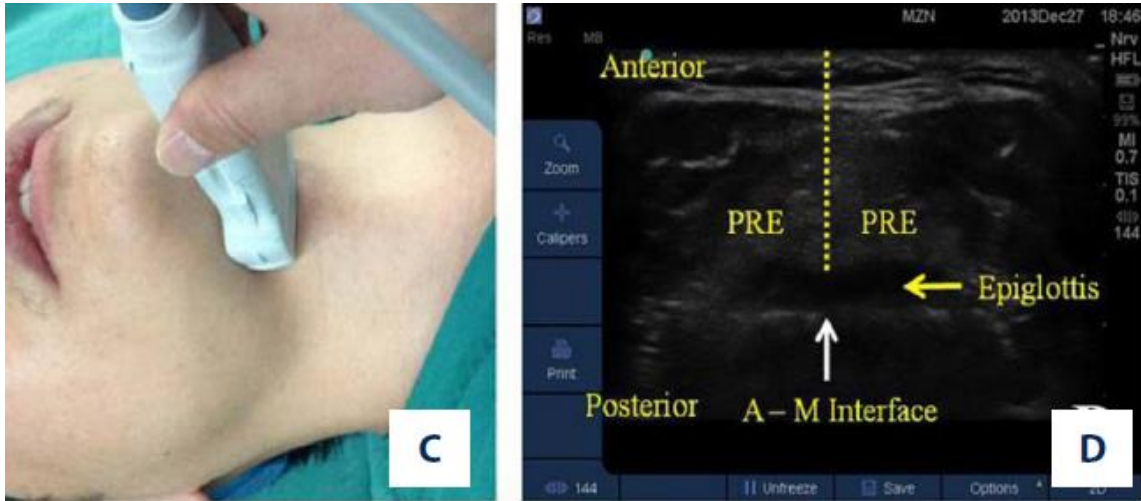 C
MZN 2013Dec27 18:46
Res MB
Nrv
HFL
99%
MI
0.7
TIS
0.1
144
Anterior
Zoom
Calipers
PRE PRE
Epiglottis
Print
Posterior A – M Interface
D
144 Unfreeze Save Options 2D